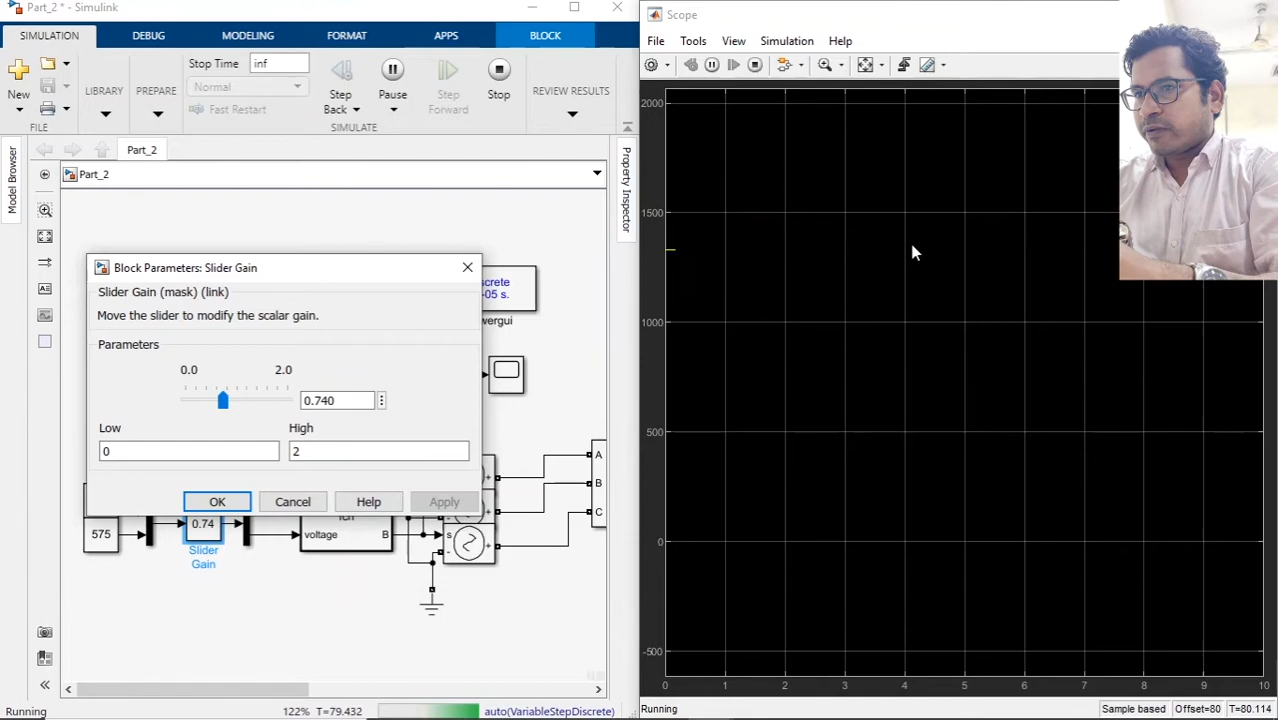 Part_2 * - Simulink
SIMULATION DEBUG MODELING FORMAT APPS BLOCK
New
FILE
LIBRARY
PREPARE
Stop Time inf
Normal
Fast Restart
Step Back
Pause
Step Forward
Stop
SIMULATE
REVIEW RESULTS
Model Browser
Property Inspector
Part_2
Part_2
Block Parameters: Slider Gain
Slider Gain (mask) (link)
Move the slider to modify the scalar gain.
Parameters
0.0 2.0
0.740
Low High
0 2
OK Cancel Help Apply
screte
-05 s.
wergui
A
B
C
575
0.74
Slider
Gain
voltage B
s
+
-
+
+
Running 122% T=79.432 auto(VariableStepDiscrete)
Scope
File Tools View Simulation Help
2000
1500
1000
500
0
-500
0 1 2 3 4 5 6 7 8 9 10
Running Sample based Offset=80 T=80.114